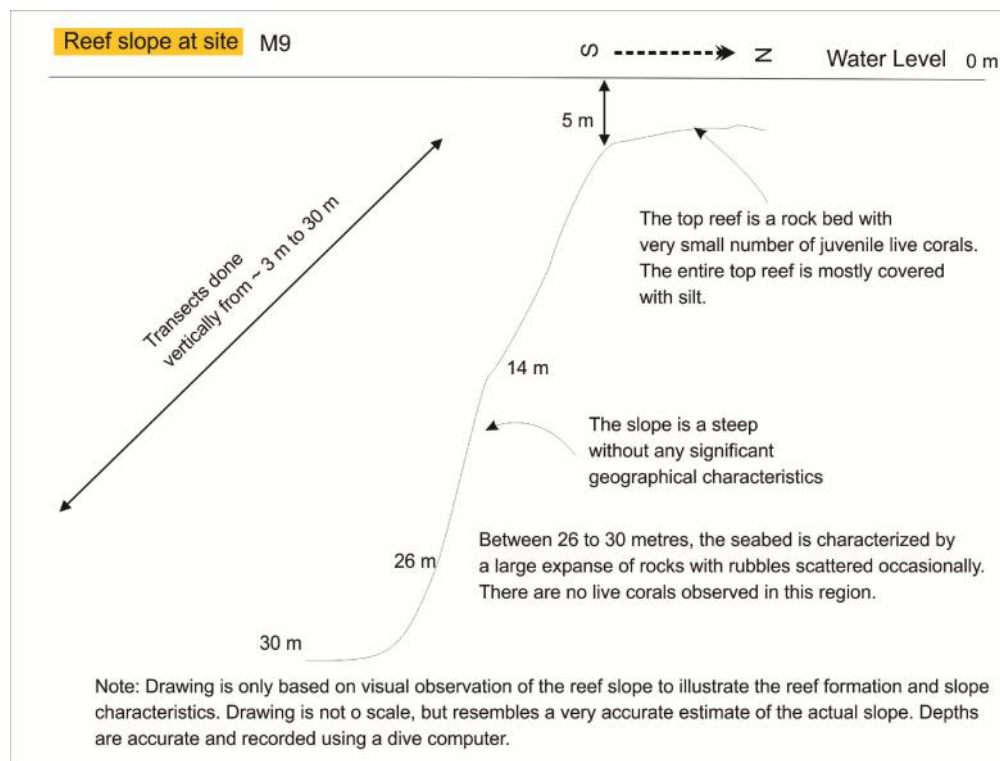 Reef slope at site M9
S N
Water Level 0 m
5 m
Transects done
vertically from ~ 3 m to 30 m
The top reef is a rock bed with
very small number of juvenile live corals.
The entire top reef is mostly covered
with silt.
14 m
The slope is a steep
without any significant
geographical characteristics
Between 26 to 30 metres, the seabed is characterized by
a large expanse of rocks with rubbles scattered occasionally.
There are no live corals observed in this region.
26 m
30 m
Note: Drawing is only based on visual observation of the reef slope to illustrate the reef formation and slope
characteristics. Drawing is not o scale, but resembles a very accurate estimate of the actual slope. Depths
are accurate and recorded using a dive computer.